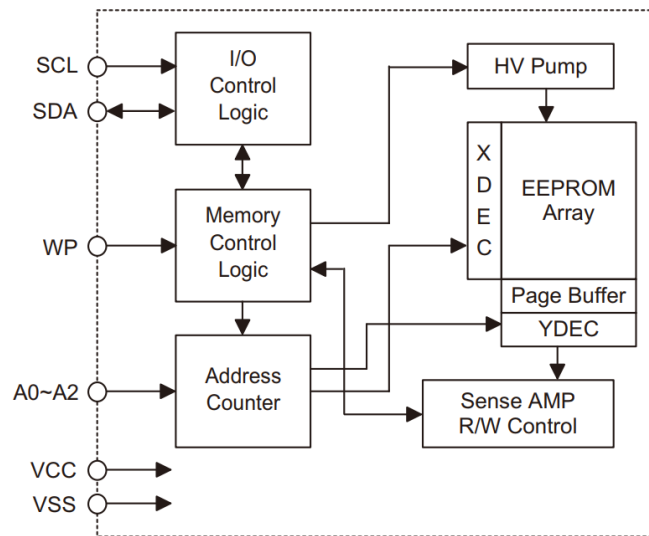 SCL
SDA
WP
A0~A2
VCC
VSS
I/O
Control
Logic
Memory
Control
Logic
Address
Counter
HV Pump
X
D
E
C
EEPROM
Array
Page Buffer
YDEC
Sense AMP
R/W Control